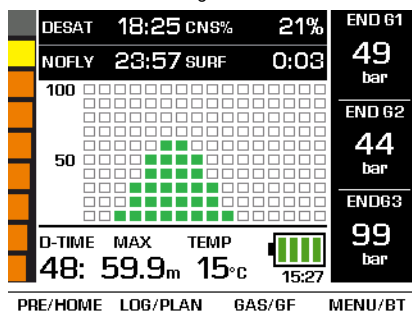 DESAT 18:25 CNS% 21% END G1
NOFLY 23:57 SURF 0:03 49
bar
100
END G2
44
bar
50
ENDG3
99
bar
D-TIME MAX TEMP
48: 59.9m 15°C 15:27
PRE/HOME LOG/PLAN GAS/GF MENU/BT